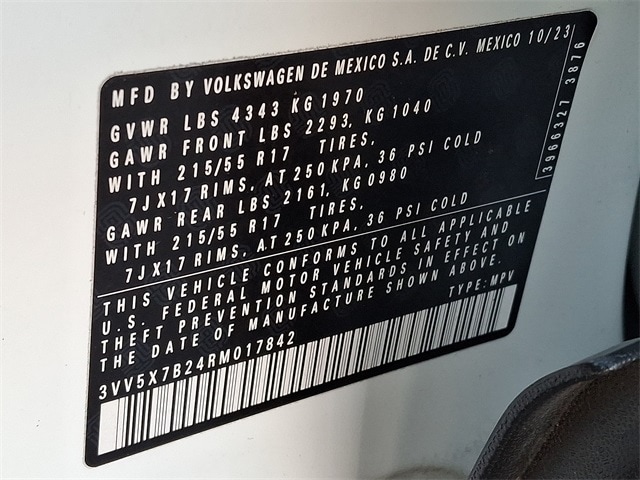 MFD BY VOLKSWAGEN DE MEXICO S.A. DE C.V. MEXICO 10/23
GVWR LBS 4343 KG 1970
GAWR FRONT LBS 2293, KG 1040
WITH 215/55 R17 TIRES,
7JX17 RIMS, AT 250 KPA, 36 PSI COLD
GAWR REAR LBS 2161, KG 0980
WITH 215/55 R17 TIRES,
7JX17 RIMS, AT 250KPA, 36 PSI COLD
3966327 3876
THIS VEHICLE CONFORMS TO ALL APPLICABLE
U.S. FEDERAL MOTOR VEHICLE SAFETY AND
THEFT PREVENTION STANDARDS IN EFFECT ON
THE DATE OF MANUFACTURE SHOWN ABOVE.
3VV5X7B24RM017842 TYPE: MPV